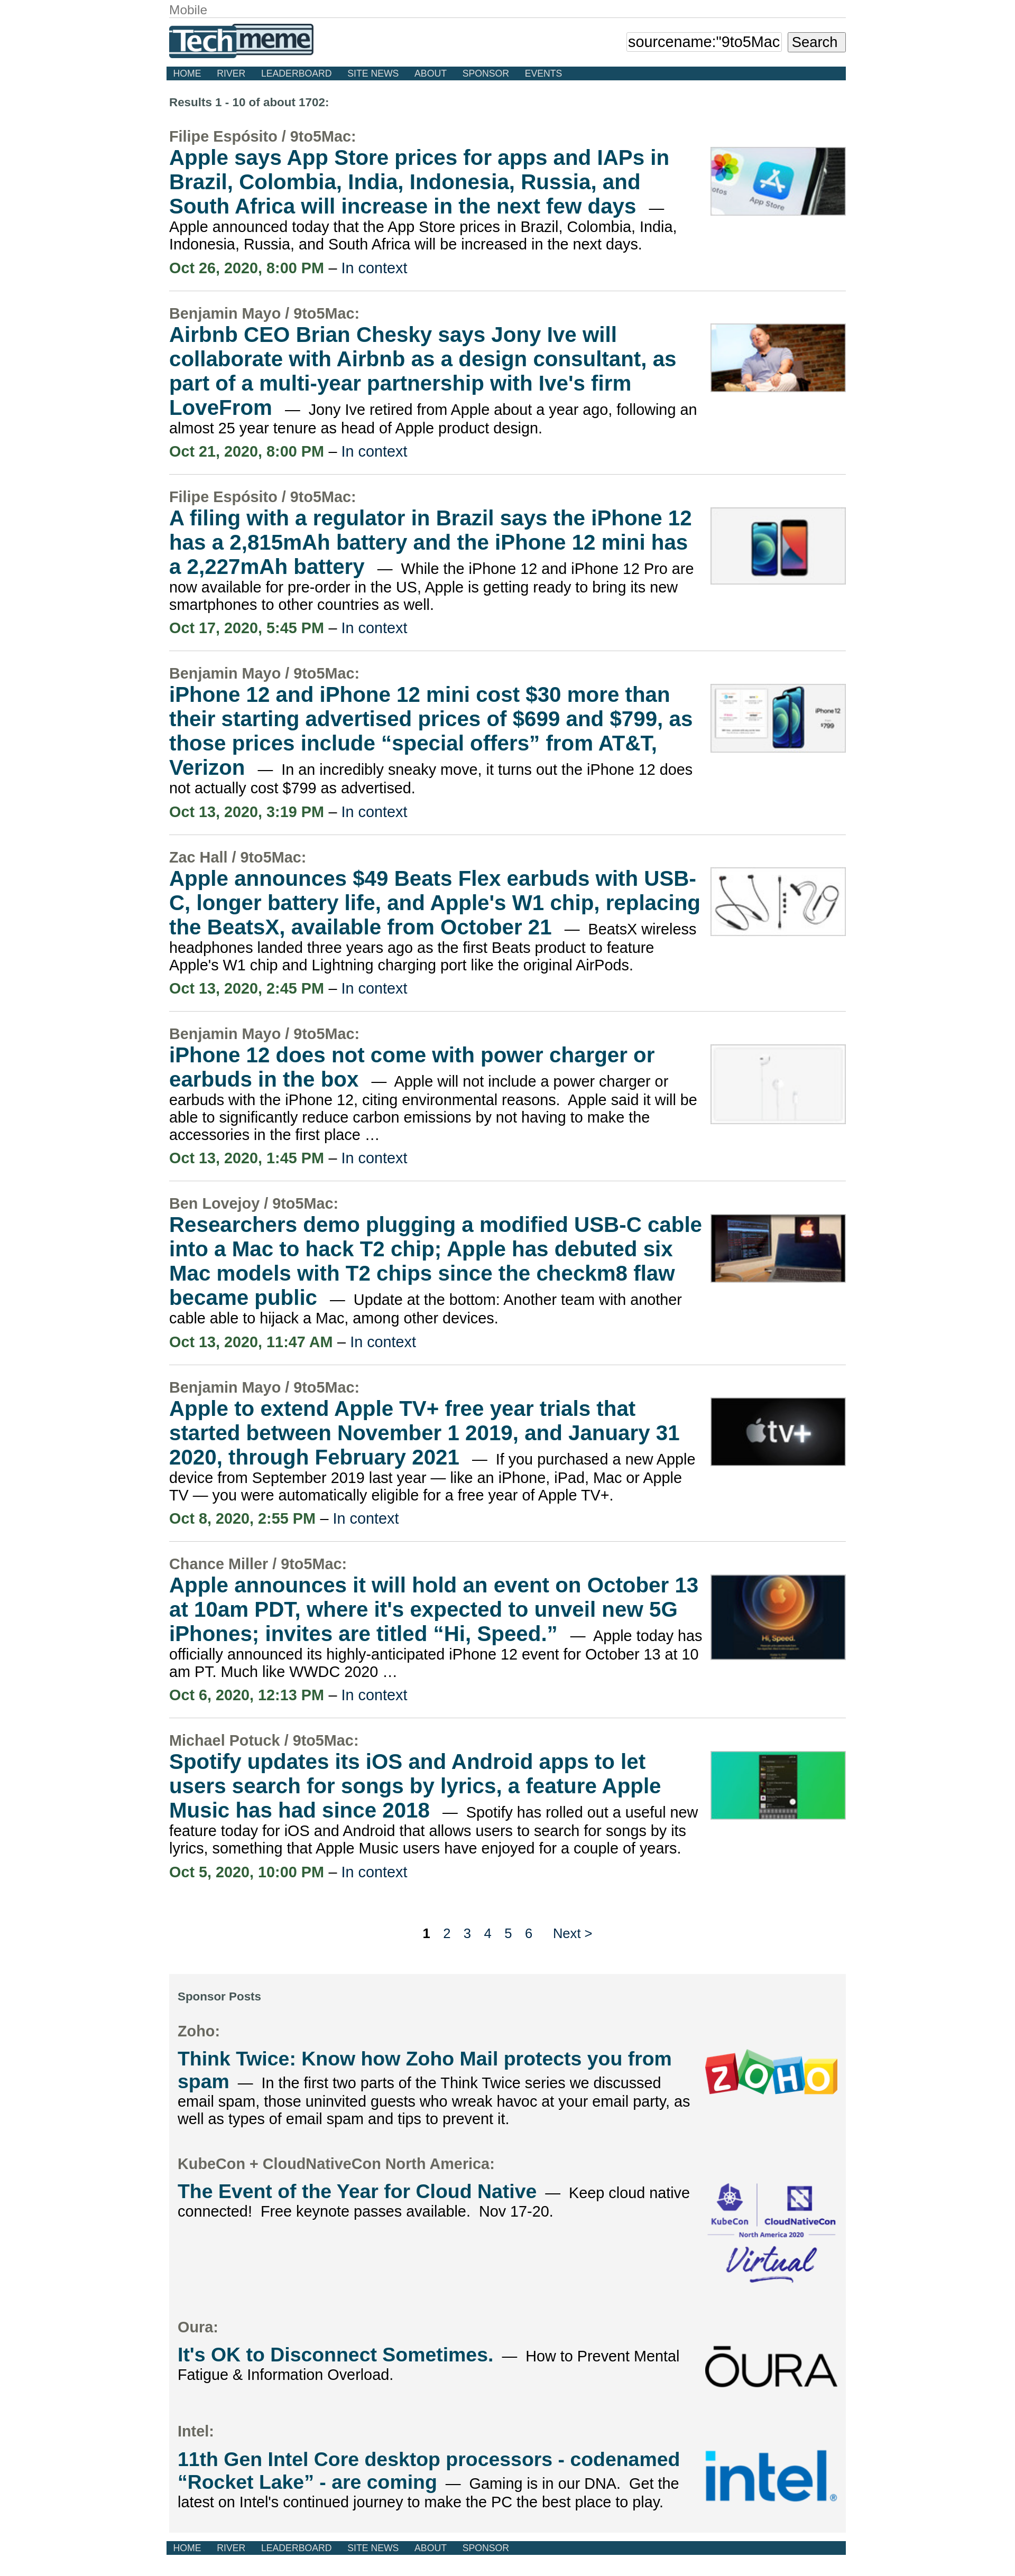 Mobile
Techmeme
sourcename:"9to5Mac
Search
HOME RIVER LEADERBOARD SITE NEWS ABOUT SPONSOR EVENTS
Results 1 - 10 of about 1702:
Filipe Espósito / 9to5Mac:
Apple says App Store prices for apps and IAPs in
Brazil, Colombia, India, Indonesia, Russia, and
South Africa will increase in the next few days —
Apple announced today that the App Store prices in Brazil, Colombia, India,
Indonesia, Russia, and South Africa will be increased in the next days.
App Store
Oct 26, 2020, 8:00 PM – In context
Benjamin Mayo / 9to5Mac:
Airbnb CEO Brian Chesky says Jony Ive will
collaborate with Airbnb as a design consultant, as
part of a multi-year partnership with Ive's firm
LoveFrom — Jony Ive retired from Apple about a year ago, following an
almost 25 year tenure as head of Apple product design.
Oct 21, 2020, 8:00 PM – In context
Filipe Espósito / 9to5Mac:
A filing with a regulator in Brazil says the iPhone 12
has a 2,815mAh battery and the iPhone 12 mini has
a 2,227mAh battery — While the iPhone 12 and iPhone 12 Pro are
now available for pre-order in the US, Apple is getting ready to bring its new
smartphones to other countries as well.
Oct 17, 2020, 5:45 PM – In context
Benjamin Mayo / 9to5Mac:
iPhone 12 and iPhone 12 mini cost $30 more than
their starting advertised prices of $699 and $799, as
those prices include “special offers” from AT&T,
Verizon — In an incredibly sneaky move, it turns out the iPhone 12 does
not actually cost $799 as advertised.
iPhone 12
$799
Oct 13, 2020, 3:19 PM – In context
Zac Hall / 9to5Mac:
Apple announces $49 Beats Flex earbuds with USB-
C, longer battery life, and Apple's W1 chip, replacing
the BeatsX, available from October 21 — BeatsX wireless
headphones landed three years ago as the first Beats product to feature
Apple's W1 chip and Lightning charging port like the original AirPods.
Oct 13, 2020, 2:45 PM – In context
Benjamin Mayo / 9to5Mac:
iPhone 12 does not come with power charger or
earbuds in the box — Apple will not include a power charger or
earbuds with the iPhone 12, citing environmental reasons. Apple said it will be
able to significantly reduce carbon emissions by not having to make the
accessories in the first place …
Oct 13, 2020, 1:45 PM – In context
Ben Lovejoy / 9to5Mac:
Researchers demo plugging a modified USB-C cable
into a Mac to hack T2 chip; Apple has debuted six
Mac models with T2 chips since the checkm8 flaw
became public — Update at the bottom: Another team with another
cable able to hijack a Mac, among other devices.
Oct 13, 2020, 11:47 AM – In context
Benjamin Mayo / 9to5Mac:
Apple to extend Apple TV+ free year trials that
started between November 1 2019, and January 31
2020, through February 2021 — If you purchased a new Apple
device from September 2019 last year — like an iPhone, iPad, Mac or Apple
TV — you were automatically eligible for a free year of Apple TV+.
tv+
Oct 8, 2020, 2:55 PM – In context
Chance Miller / 9to5Mac:
Apple announces it will hold an event on October 13
at 10am PDT, where it's expected to unveil new 5G
iPhones; invites are titled “Hi, Speed.” — Apple today has
officially announced its highly-anticipated iPhone 12 event for October 13 at 10
am PT. Much like WWDC 2020 …
Hi, Speed.
Oct 6, 2020, 12:13 PM – In context
Michael Potuck / 9to5Mac:
Spotify updates its iOS and Android apps to let
users search for songs by lyrics, a feature Apple
Music has had since 2018 — Spotify has rolled out a useful new
feature today for iOS and Android that allows users to search for songs by its
lyrics, something that Apple Music users have enjoyed for a couple of years.
Oct 5, 2020, 10:00 PM – In context
1 2 3 4 5 6 Next >
Sponsor Posts
Zoho:
Think Twice: Know how Zoho Mail protects you from
spam — In the first two parts of the Think Twice series we discussed
email spam, those uninvited guests who wreak havoc at your email party, as
well as types of email spam and tips to prevent it.
ZOHO
KubeCon + CloudNativeCon North America:
The Event of the Year for Cloud Native — Keep cloud native
connected! Free keynote passes available. Nov 17-20.
KubeCon CloudNativeCon
North America 2020
Virtual
Oura:
It's OK to Disconnect Sometimes. — How to Prevent Mental
Fatigue & Information Overload.
ŌURA
Intel:
11th Gen Intel Core desktop processors - codenamed
“Rocket Lake” - are coming — Gaming is in our DNA. Get the
latest on Intel's continued journey to make the PC the best place to play.
intel®
HOME RIVER LEADERBOARD SITE NEWS ABOUT SPONSOR